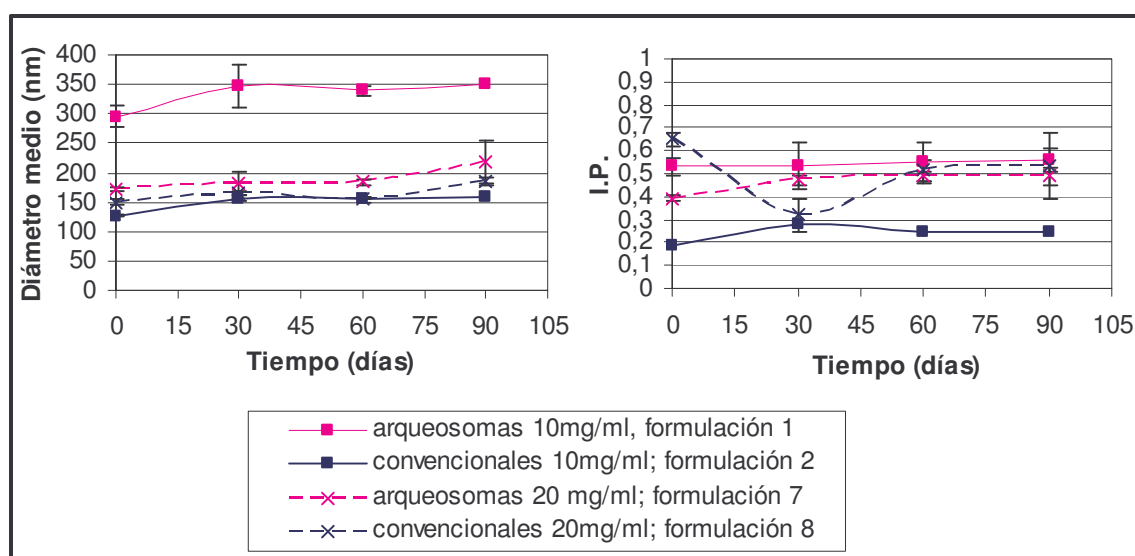 Diámetro medio (nm)
400
350
300
250
200
150
100
50
0
0 15 30 45 60 75 90 105
Tiempo (días)
I.P.
1
0,9
0,8
0,7
0,6
0,5
0,4
0,3
0,2
0,1
0
0 15 30 45 60 75 90 105
Tiempo (días)
arqueosomas 10mg/ml, formulación 1
convencionales 10mg/ml; formulación 2
arqueosomas 20 mg/ml; formulación 7
convencionales 20mg/ml; formulación 8